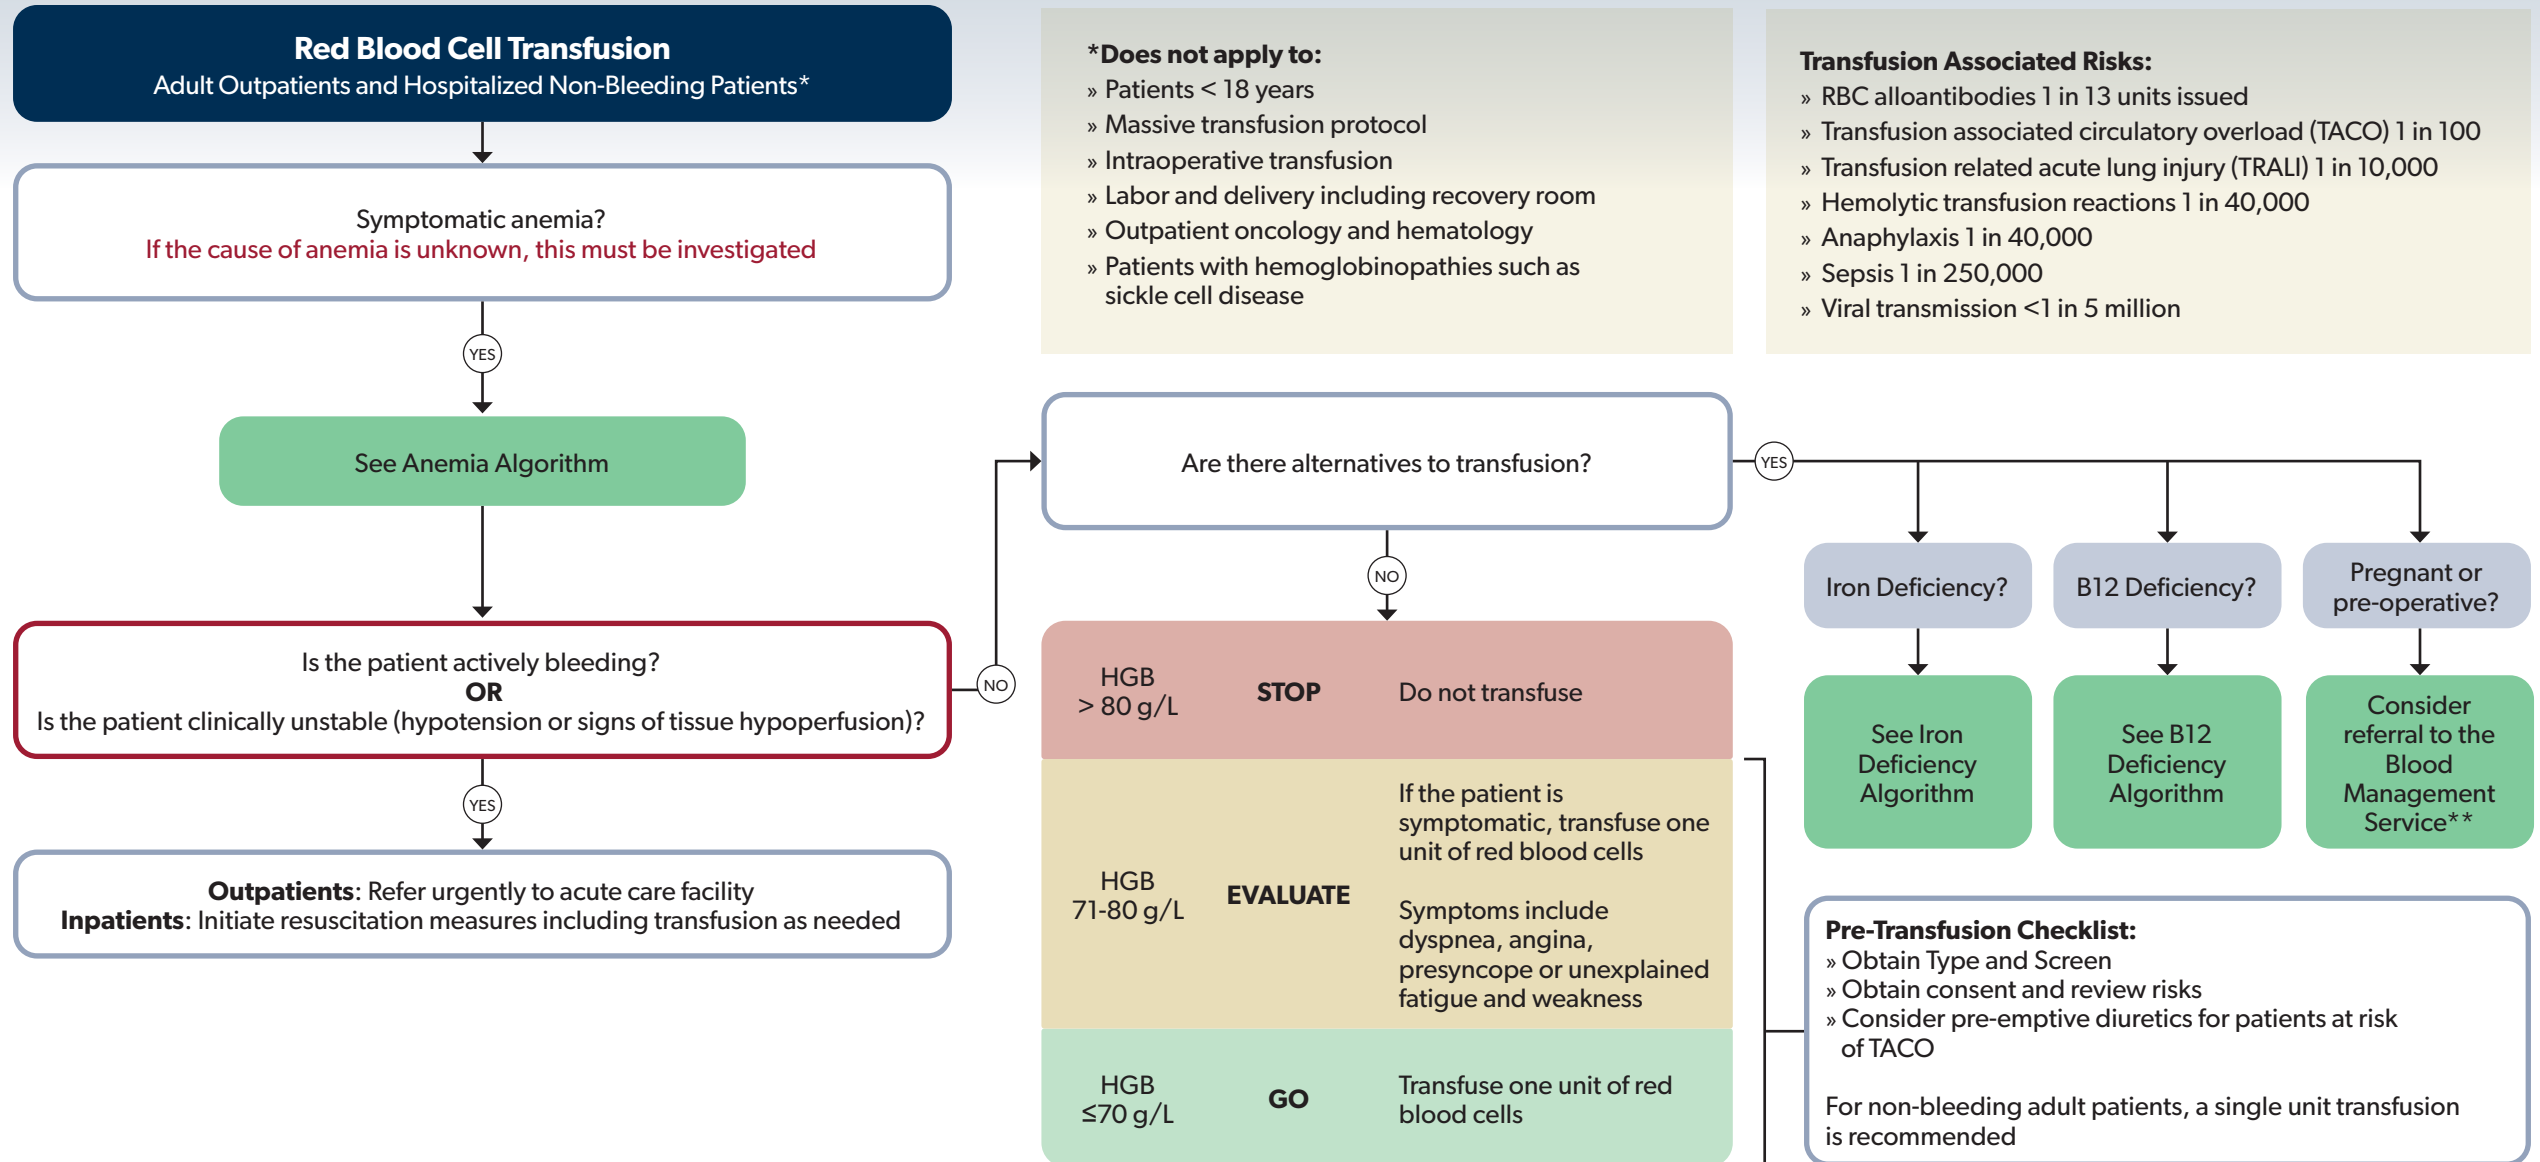 Red Blood Cell Transfusion
Adult Outpatients and Hospitalized Non-Bleeding Patients*
Symptomatic anemia?
If the cause of anemia is unknown, this must be investigated
YES
See Anemia Algorithm
Is the patient actively bleeding?
OR
Is the patient clinically unstable (hypotension or signs of tissue hypoperfusion)?
NO
YES
Outpatients: Refer urgently to acute care facility
Inpatients: Initiate resuscitation measures including transfusion as needed
*Does not apply to:
» Patients < 18 years
» Massive transfusion protocol
» Intraoperative transfusion
» Labor and delivery including recovery room
» Outpatient oncology and hematology
» Patients with hemoglobinopathies such as
sickle cell disease
Transfusion Associated Risks:
» RBC alloantibodies 1 in 13 units issued
» Transfusion associated circulatory overload (TACO) 1 in 100
» Transfusion related acute lung injury (TRALI) 1 in 10,000
» Hemolytic transfusion reactions 1 in 40,000
» Anaphylaxis 1 in 40,000
» Sepsis 1 in 250,000
» Viral transmission <1 in 5 million
Are there alternatives to transfusion?
YES
NO
HGB
> 80 g/L
STOP
Do not transfuse
HGB
71-80 g/L
EVALUATE
If the patient is
symptomatic, transfuse one
unit of red blood cells
Symptoms include
dyspnea, angina,
presyncope or unexplained
fatigue and weakness
HGB
≤70 g/L
GO
Transfuse one unit of red
blood cells
Iron Deficiency?
See Iron
Deficiency
Algorithm
B12 Deficiency?
See B12
Deficiency
Algorithm
Pregnant or
pre-operative?
Consider
referral to the
Blood
Management
Service**
Pre-Transfusion Checklist:
» Obtain Type and Screen
» Obtain consent and review risks
» Consider pre-emptive diuretics for patients at risk
of TACO
For non-bleeding adult patients, a single unit transfusion
is recommended